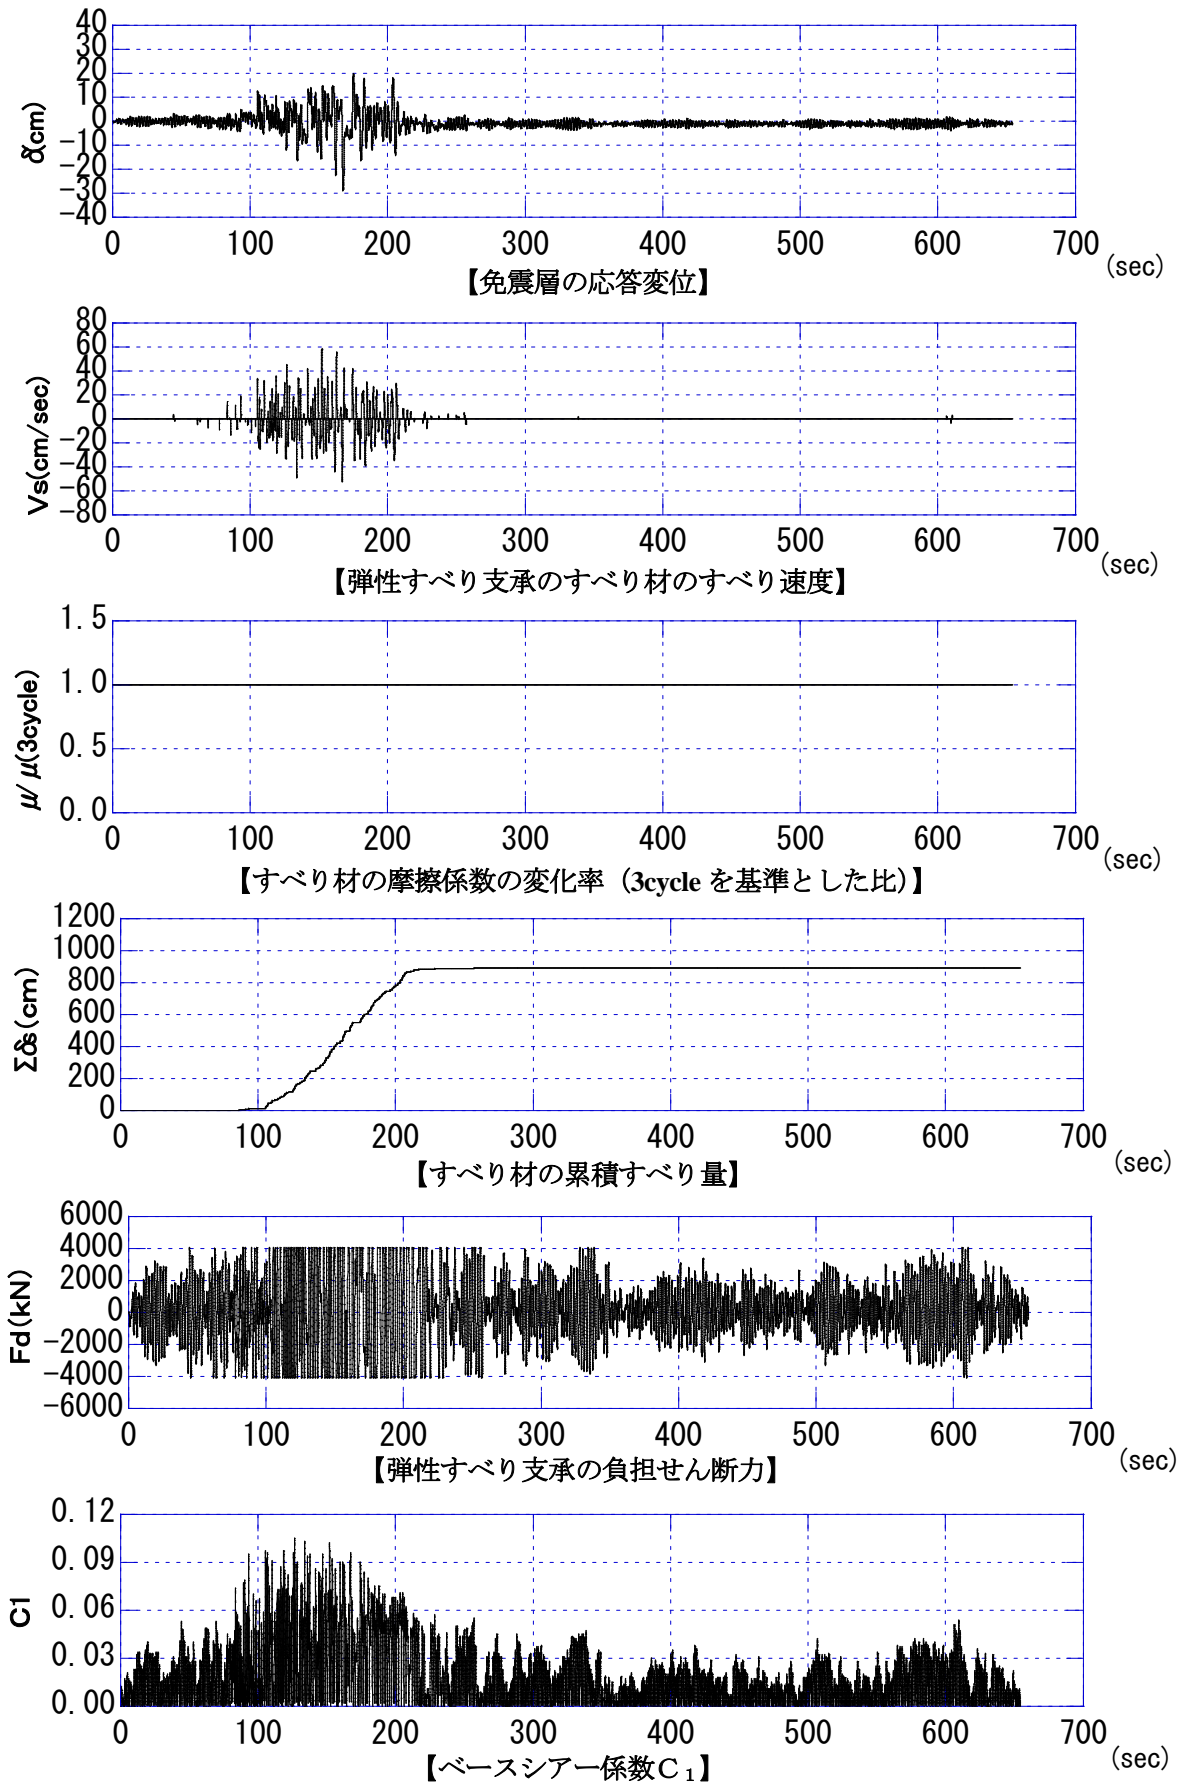 40
30
20
10
0
-10
-20
-30
-40
δ(cm)
0 100 200 300 400 500 600 700 (sec)
【免震層の応答変位】
80
60
40
20
0
-20
-40
-60
-80
Vs(cm/sec)
0 100 200 300 400 500 600 700 (sec)
【弾性すべり支承のすべり材のすべり速度】
1.5
1.0
0.5
0.0
μ/μ(3cycle)
0 100 200 300 400 500 600 700 (sec)
【すべり材の摩擦係数の変化率（3cycle を基準とした比）】
1200
1000
800
600
400
200
0
Σδs(cm)
0 100 200 300 400 500 600 700 (sec)
【すべり材の累積すべり量】
6000
4000
2000
0
-2000
-4000
-6000
Fd(kN)
0 100 200 300 400 500 600 700 (sec)
【弾性すべり支承の負担せん断力】
0.12
0.09
0.06
0.03
0.00
C1
0 100 200 300 400 500 600 700 (sec)
【ベースシアー係数Ｃ₁】